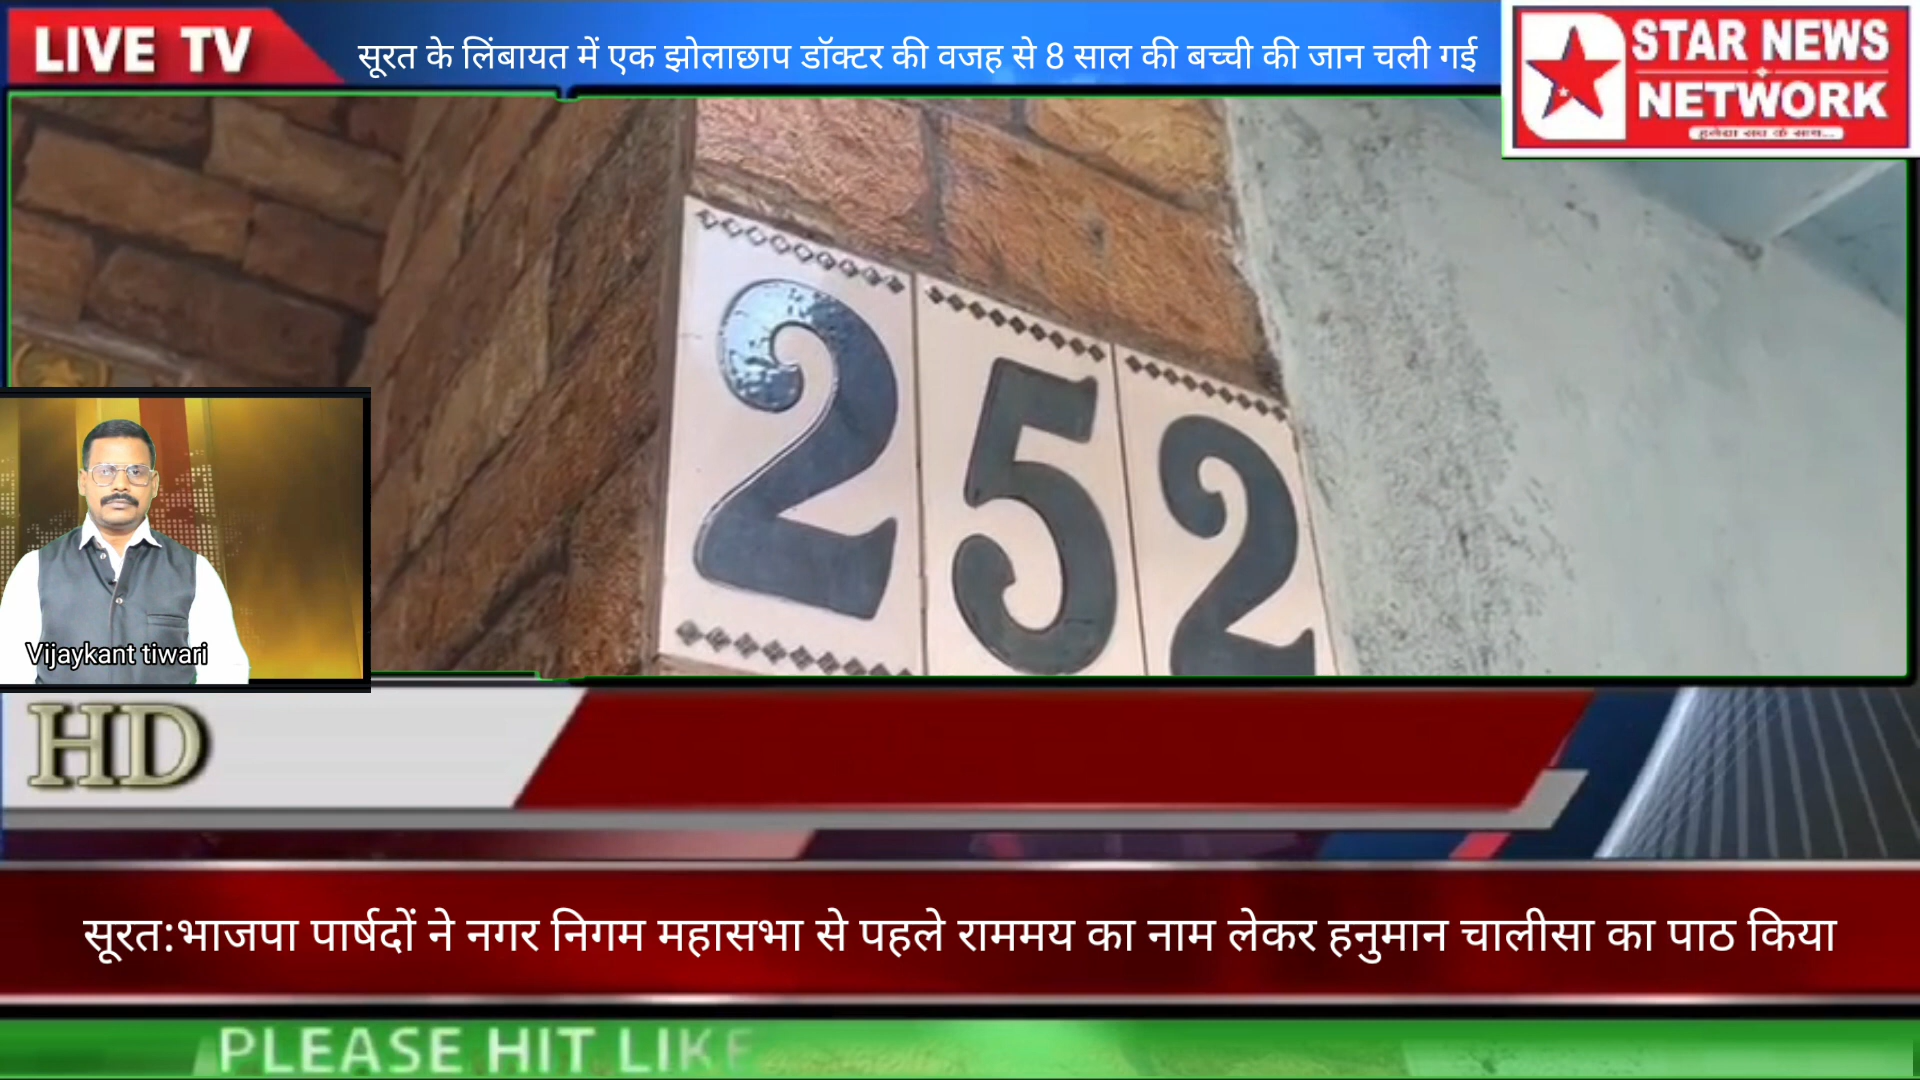 LIVE TV
सूरत के लिंबायत में एक झोलाछाप डॉक्टर की वजह से 8 साल की बच्ची की जान चली गई
STAR NEWS
NETWORK
252
Vijaykant tiwari
HD
सूरत:भाजपा पार्षदों ने नगर निगम महासभा से पहले राममय का नाम लेकर हनुमान चालीसा का पाठ किया
PLEASE HIT LIKE